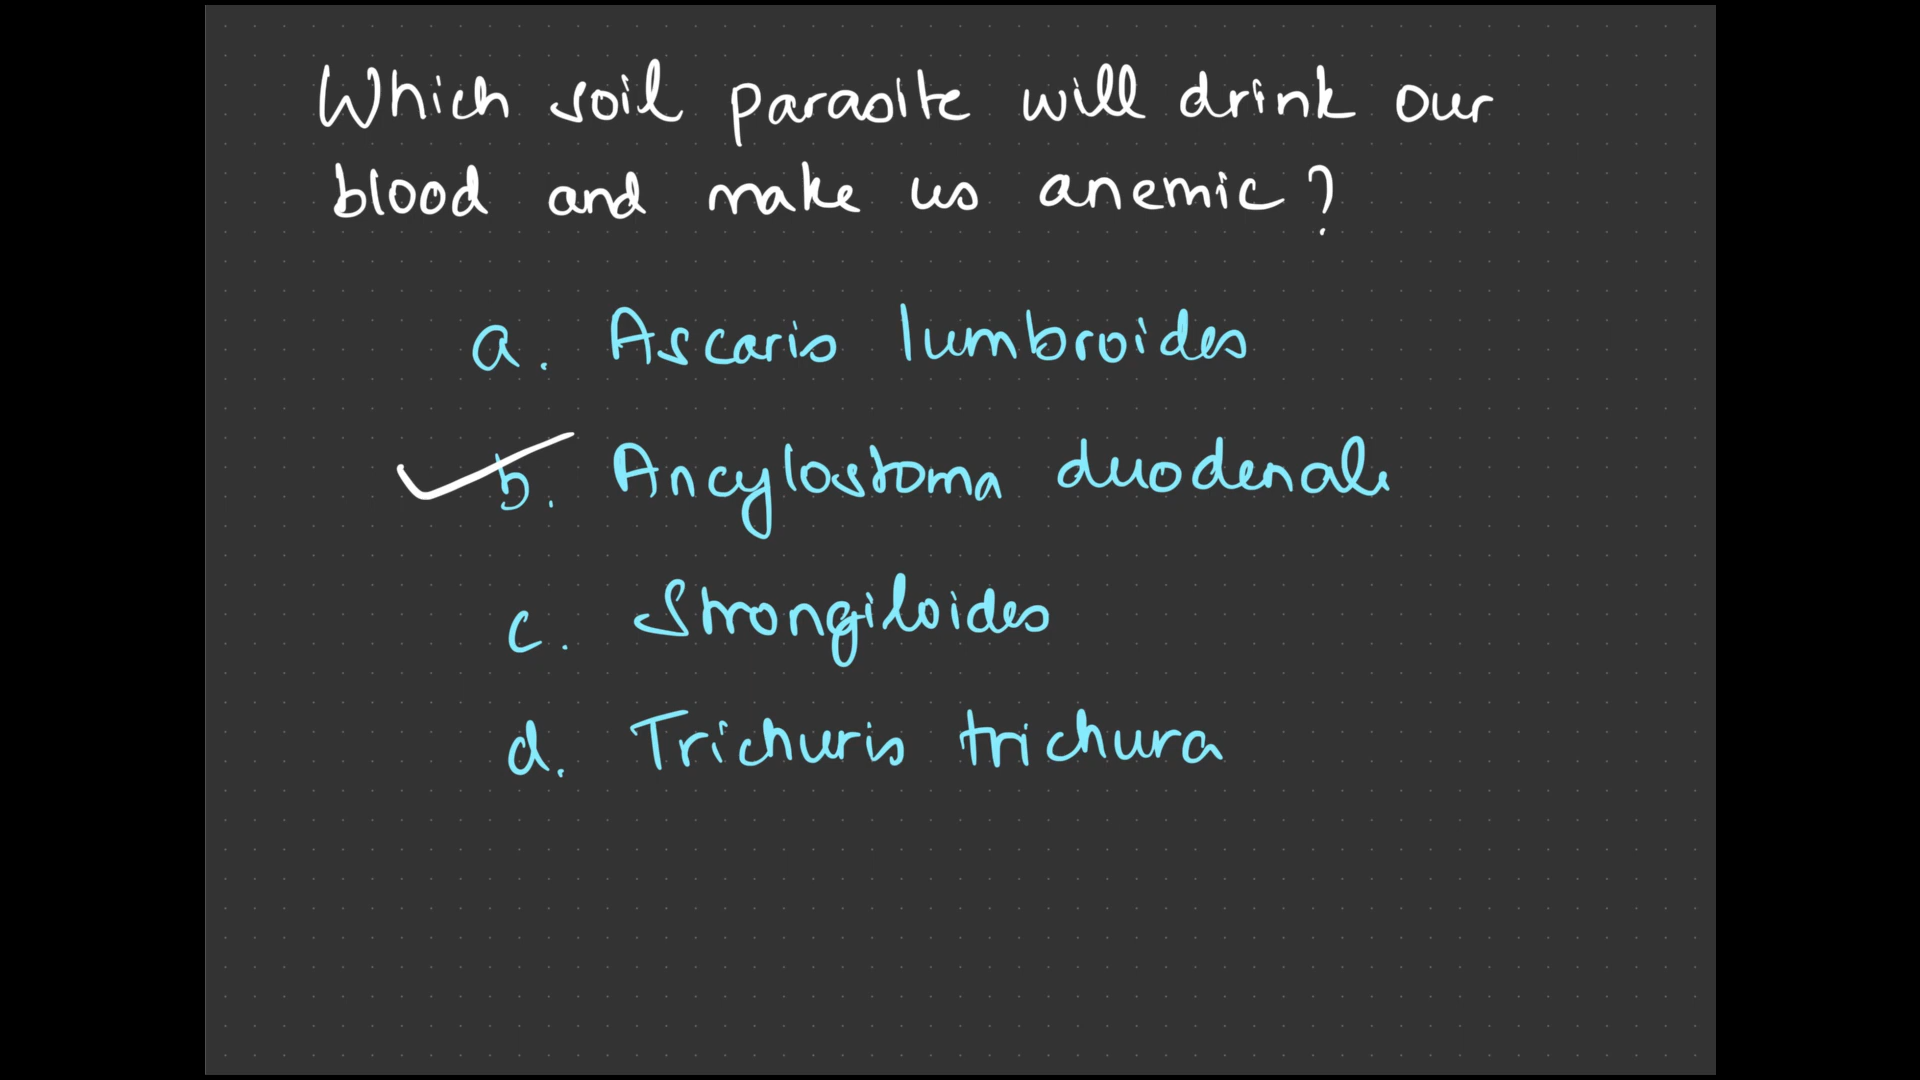 Which soil parasite will drink our
blood and make us anemic?
a. Ascaris lumbroides
b. Ancylostoma duodenale
c. Strongiloides
d. Trichuris trichura